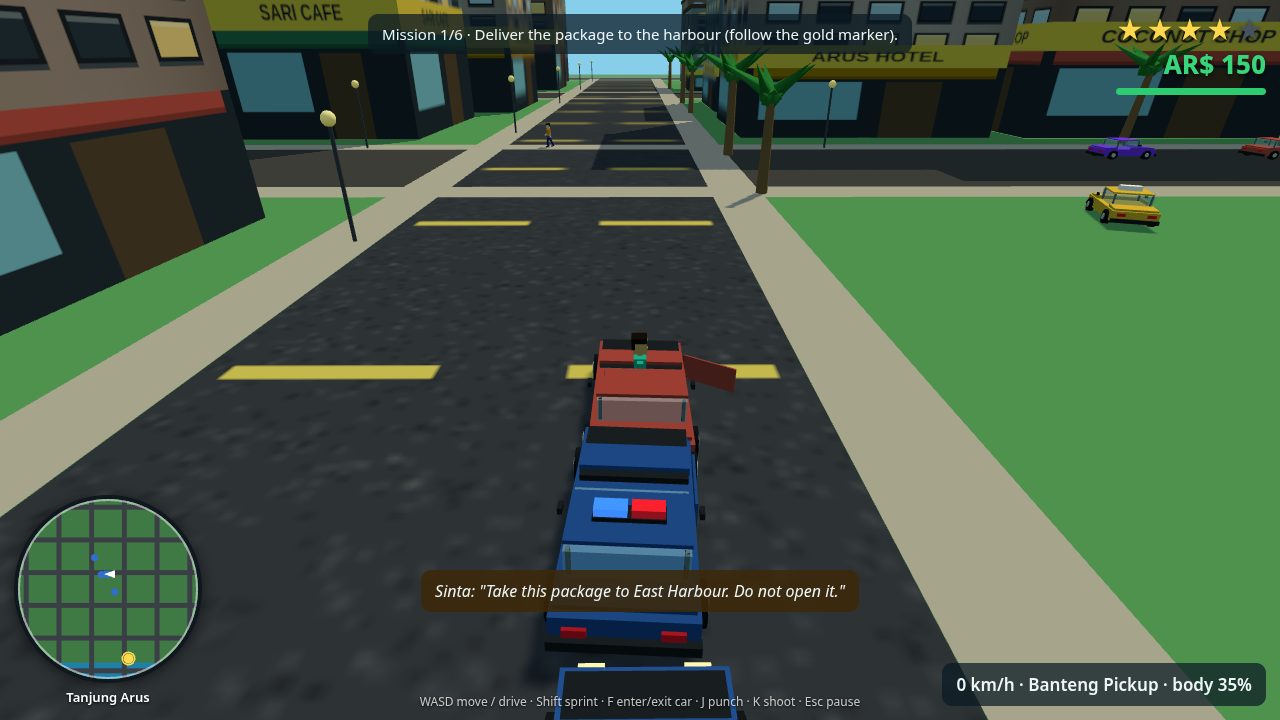 SARI CAFE
Mission 1/6 · Deliver the package to the harbour (follow the gold marker).
ARUS HOTEL
AR$ 150
Sinta: "Take this package to East Harbour. Do not open it."
Tanjung Arus
WASD move / drive · Shift sprint · F enter/exit car · J punch · K shoot · Esc pause
0 km/h · Banteng Pickup · body 35%